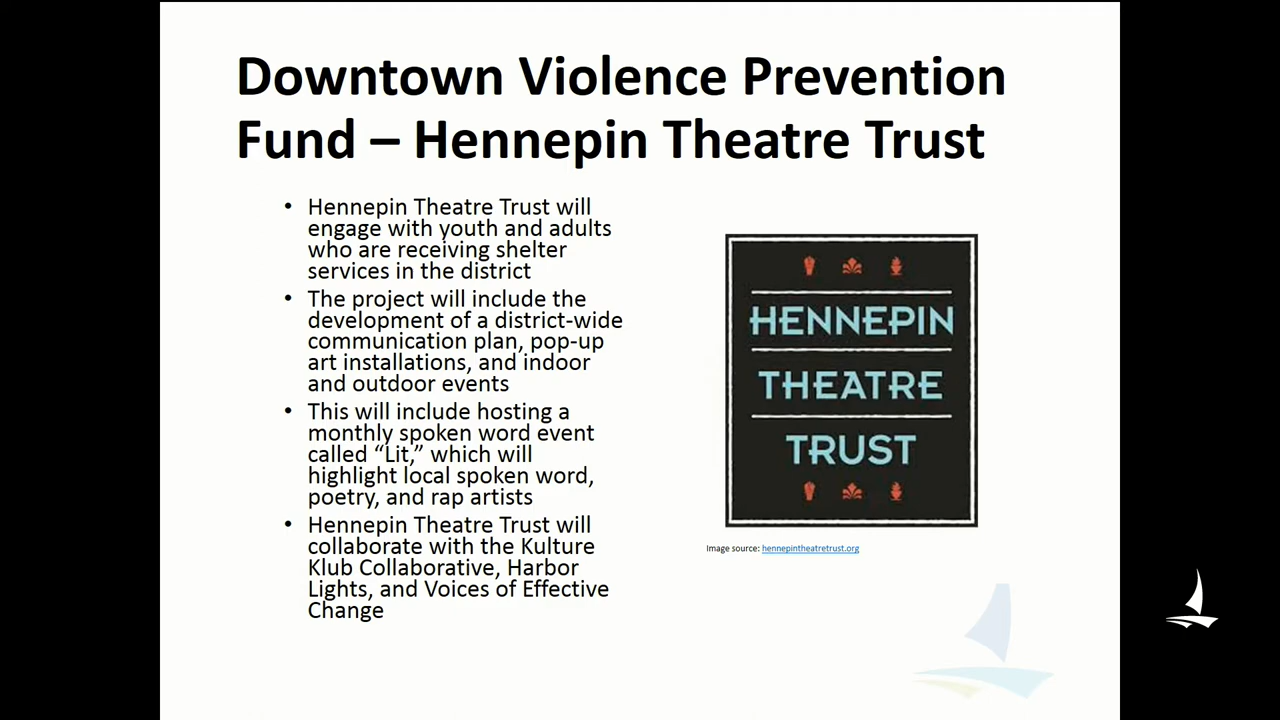 Downtown Violence Prevention
Fund – Hennepin Theatre Trust
• Hennepin Theatre Trust will
engage with youth and adults
who are receiving shelter
services in the district
• The project will include the
development of a district-wide
communication plan, pop-up
art installations, and indoor
and outdoor events
• This will include hosting a
monthly spoken word event
called “Lit,” which will
highlight local spoken word,
poetry, and rap artists
• Hennepin Theatre Trust will
collaborate with the Kulture
Klub Collaborative, Harbor
Lights, and Voices of Effective
Change
HENNEPIN
THEATRE
TRUST
Image source: hennepintheatretrust.org